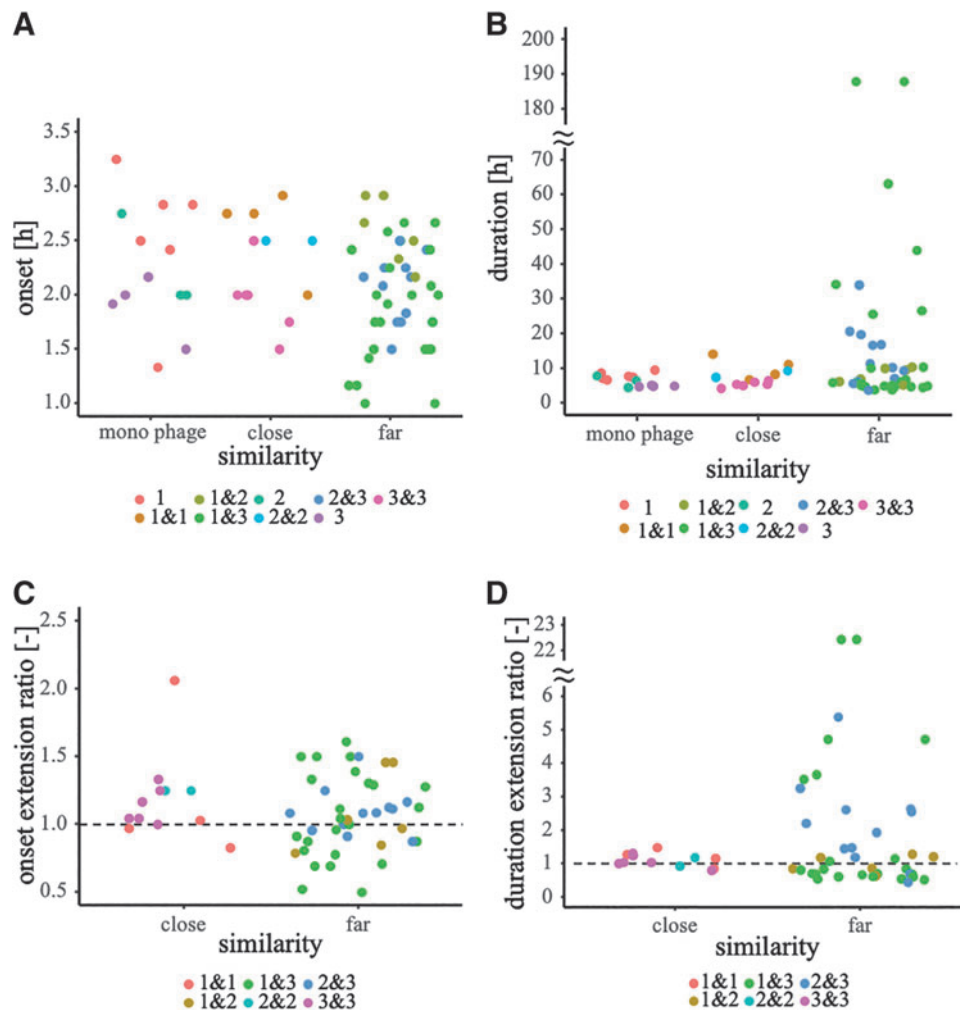 A
onset [h]
3.5
3.0
2.5
2.0
1.5
1.0
mono phage close far
similarity
1 1&2 2 2&3 3&3
1&1 1&3 2&2 3
B
duration [h]
200
190
180
70
60
50
40
30
20
10
0
mono phage close far
similarity
1 1&2 2 2&3 3&3
1&1 1&3 2&2 3
C
onset extension ratio [-]
2.5
2.0
1.5
1.0
0.5
close far
similarity
1&1 1&3 2&3
1&2 2&2 3&3
D
duration extension ratio [-]
23
22
6
5
4
3
2
1
0
close far
similarity
1&1 1&3 2&3
1&2 2&2 3&3